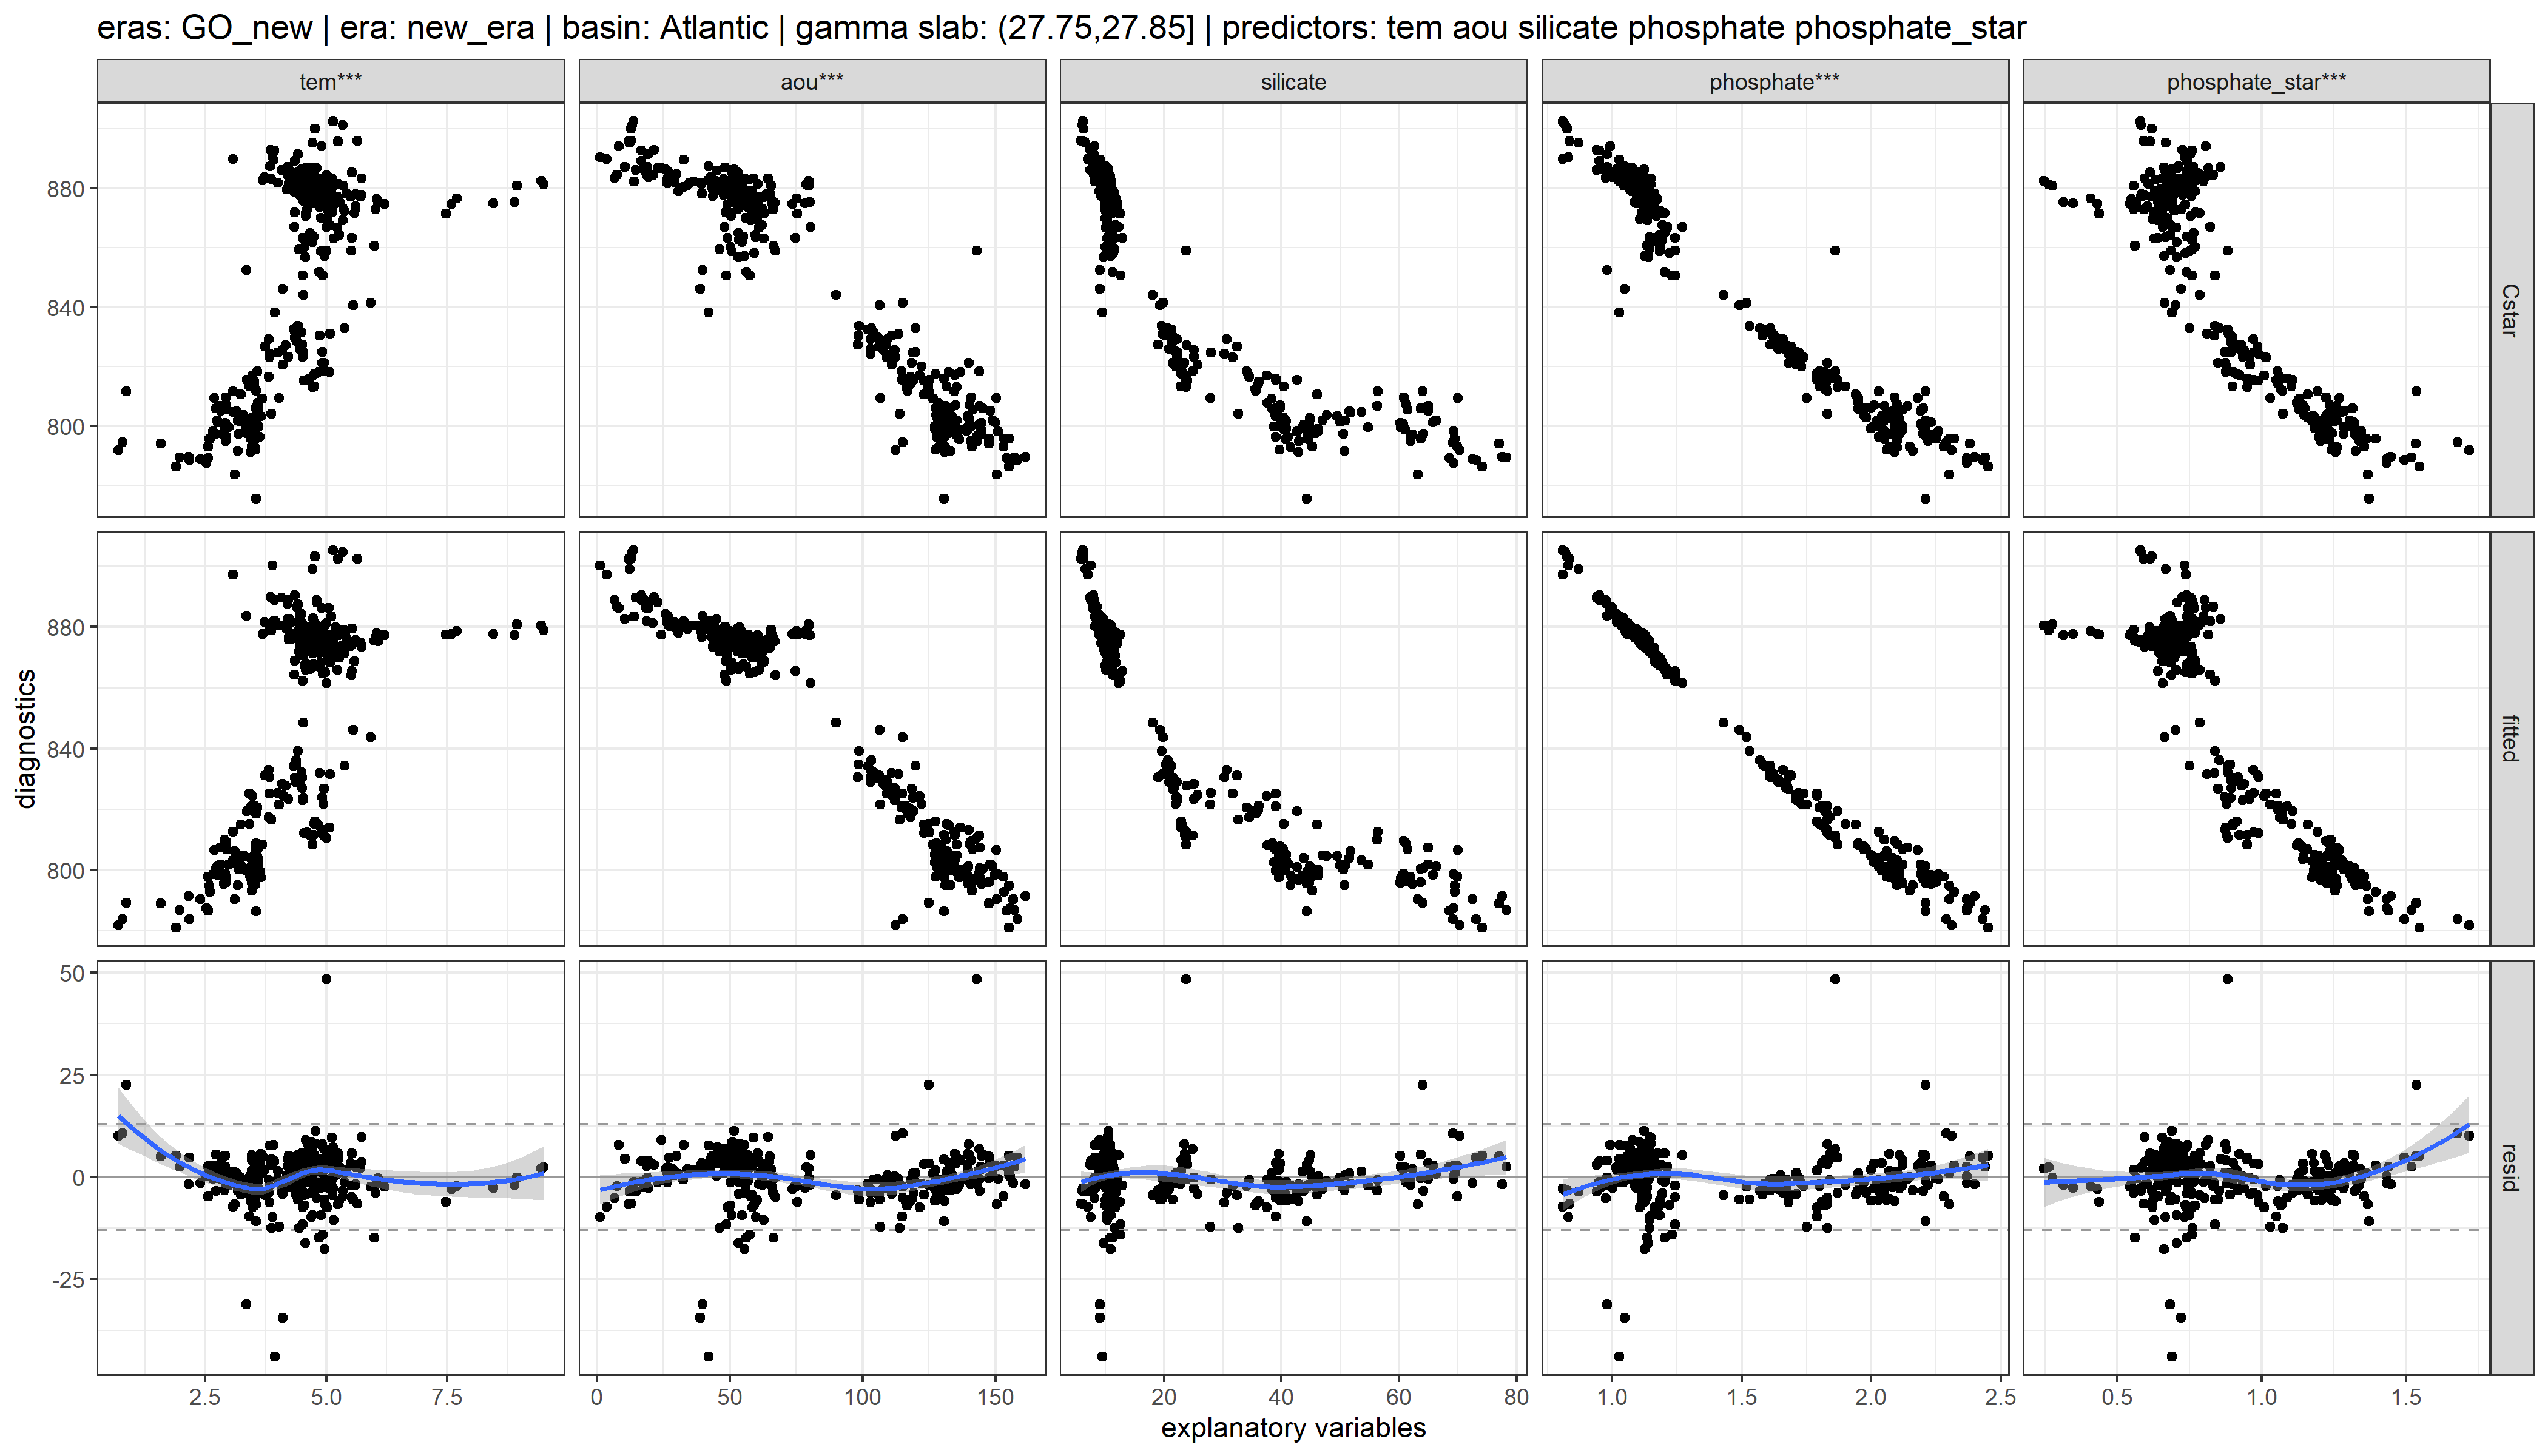 eras: GO_new | era: new_era | basin: Atlantic | gamma slab: (27.75,27.85] | predictors: tem aou silicate phosphate phosphate_star
tem***
aou***
silicate
phosphate***
phosphate_star***
880
840
800
Cstar
880
840
800
fitted
50
25
0
-25
resid
diagnostics
2.5
5.0
7.5
0
50
100
150
20
40
60
80
1.0
1.5
2.0
2.5
0.5
1.0
1.5
explanatory variables